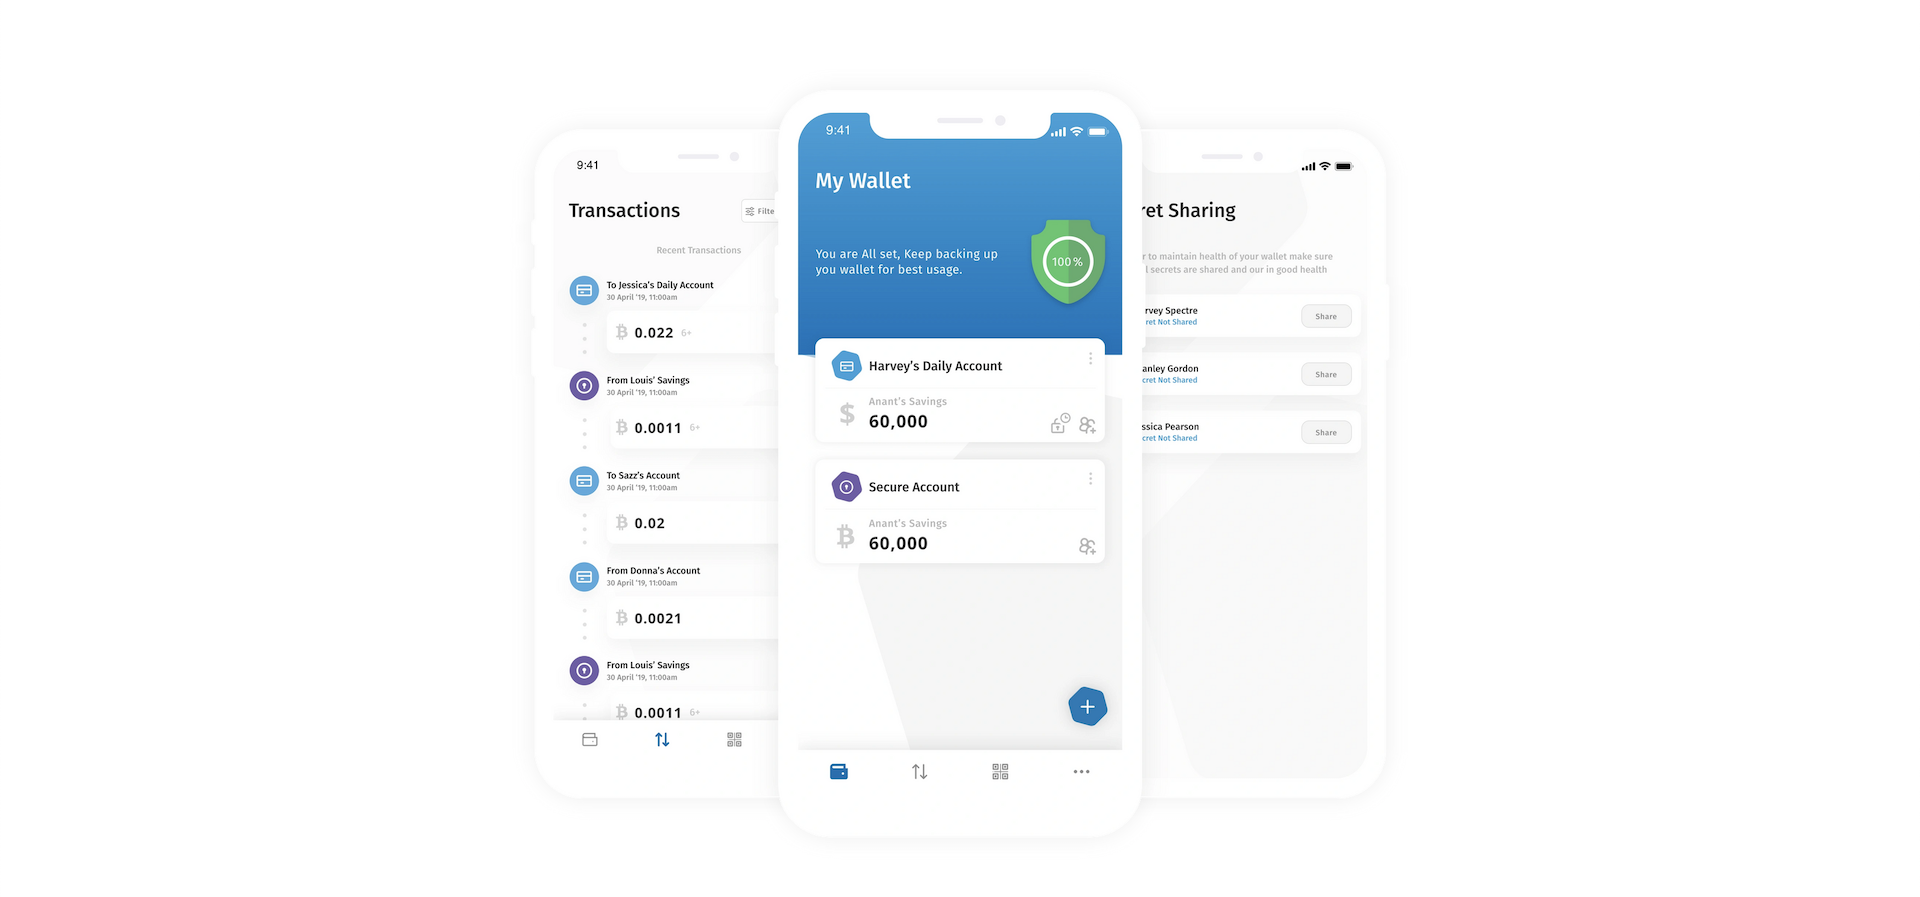 9:41
Transactions
Filte
Recent Transactions
To Jessica's Daily Account
30 April '19, 11:00am
0.022 6+
From Louis' Savings
30 April '19, 11:00am
0.0011 6+
To Sazz's Account
30 April '19, 11:00am
0.02
From Donna's Account
30 April '19, 11:00am
0.0021
From Louis' Savings
30 April '19, 11:00am
0.0011 6+
9:41
My Wallet
You are All set, Keep backing up
you wallet for best usage.
100%
Harvey's Daily Account
Anant's Savings
$ 60,000
Secure Account
Anant's Savings
₿ 60,000
ret Sharing
r to maintain health of your wallet make sure
l secrets are shared and our in good health
rvey Spectre
ret Not Shared
Share
anley Gordon
cret Not Shared
Share
ssica Pearson
cret Not Shared
Share